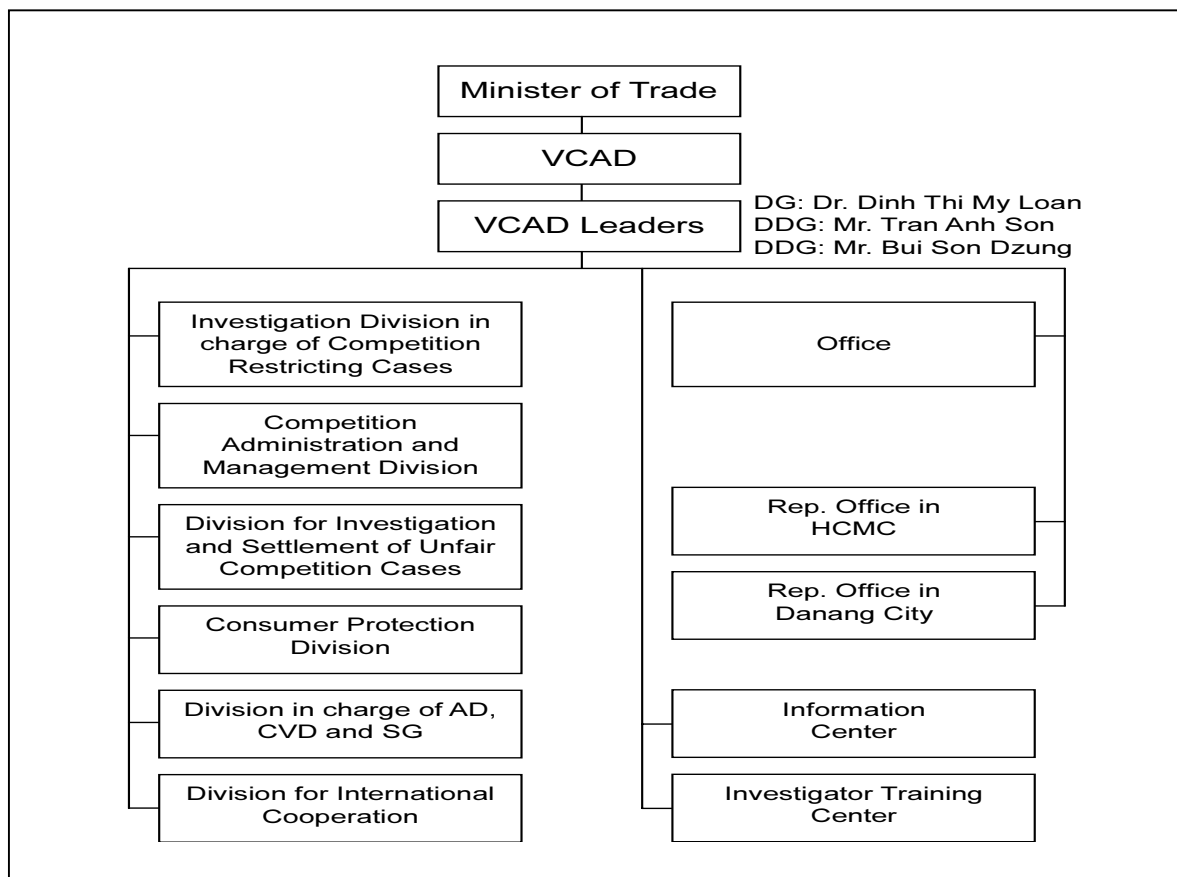 Minister of Trade
VCAD
VCAD Leaders
DG: Dr. Dinh Thi My Loan
DDG: Mr. Tran Anh Son
DDG: Mr. Bui Son Dzung
Investigation Division in
charge of Competition
Restricting Cases
Competition
Administration and
Management Division
Division for Investigation
and Settlement of Unfair
Competition Cases
Consumer Protection
Division
Division in charge of AD,
CVD and SG
Division for International
Cooperation
Office
Rep. Office in
HCMC
Rep. Office in
Danang City
Information
Center
Investigator Training
Center